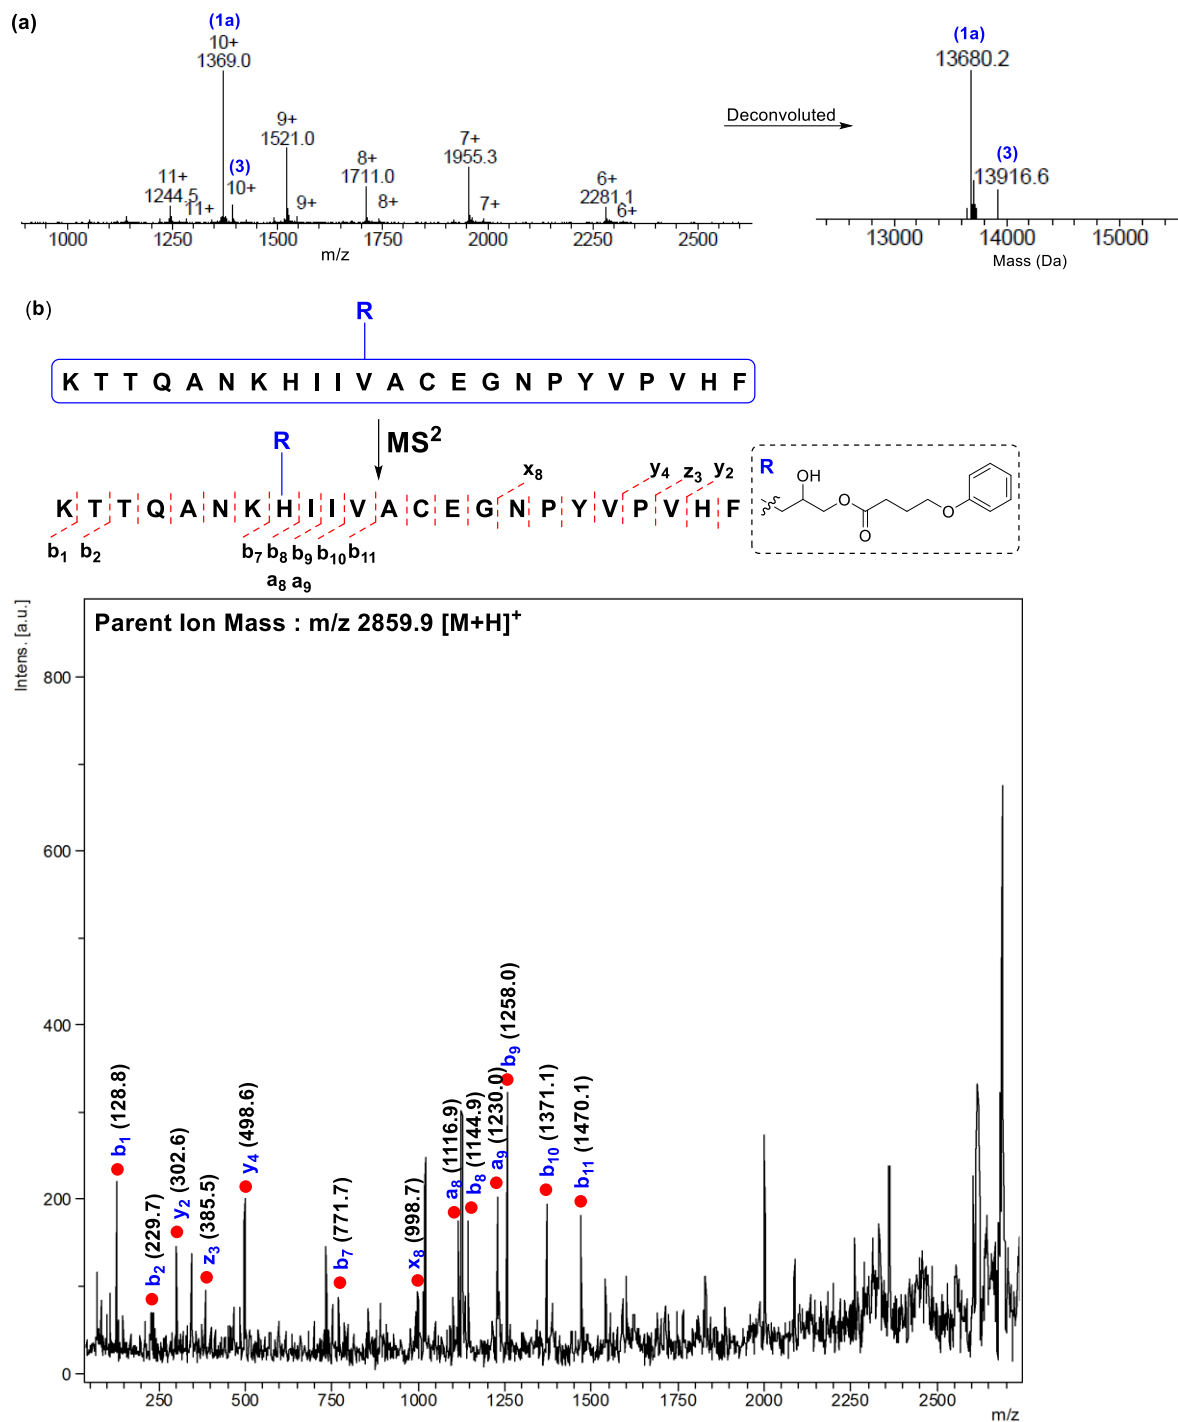 (a)
(1a)
10+
1369.0
9+
1521.0
(3)
10+
11+
1244.5
11+
9+
8+
1711.0
8+
7+
1955.3
7+
6+
2281.1
6+
1000 1250 1500 1750 2000 2250 2500
m/z
Deconvoluted
(1a)
13680.2
(3)
13916.6
13000 14000 15000
Mass (Da)
(b)
R
K T T Q A N K H I I V A C E G N P Y V P V H F
R
MS2
x8 y4 z3 y2
K T T Q A N K H I I V A C E G N P Y V P V H F
b1 b2 b7 b8 b9 b10 b11
a8 a9
R
OH
O
O
O
Parent Ion Mass : m/z 2859.9 [M+H]+
Intens. [a.u.]
800
600
400
200
0
b1 (128.8)
b2 (229.7)
y2 (302.6)
z3 (385.5)
y4 (498.6)
b7 (771.7)
x8 (998.7)
a8 (1116.9)
b8 (1144.9)
a9 (1230.0)
b9 (1258.0)
b10 (1371.1)
b11 (1470.1)
250 500 750 1000 1250 1500 1750 2000 2250 2500
m/z